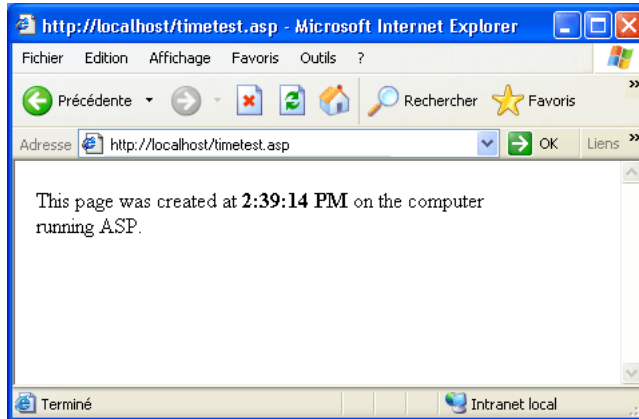 http://localhost/timetest.asp - Microsoft Internet Explorer
Fichier Edition Affichage Favoris Outils ?
Précédente Rechercher Favoris »
Adresse http://localhost/timetest.asp OK Liens »
This page was created at 2:39:14 PM on the computer
running ASP.
Terminé Intranet local